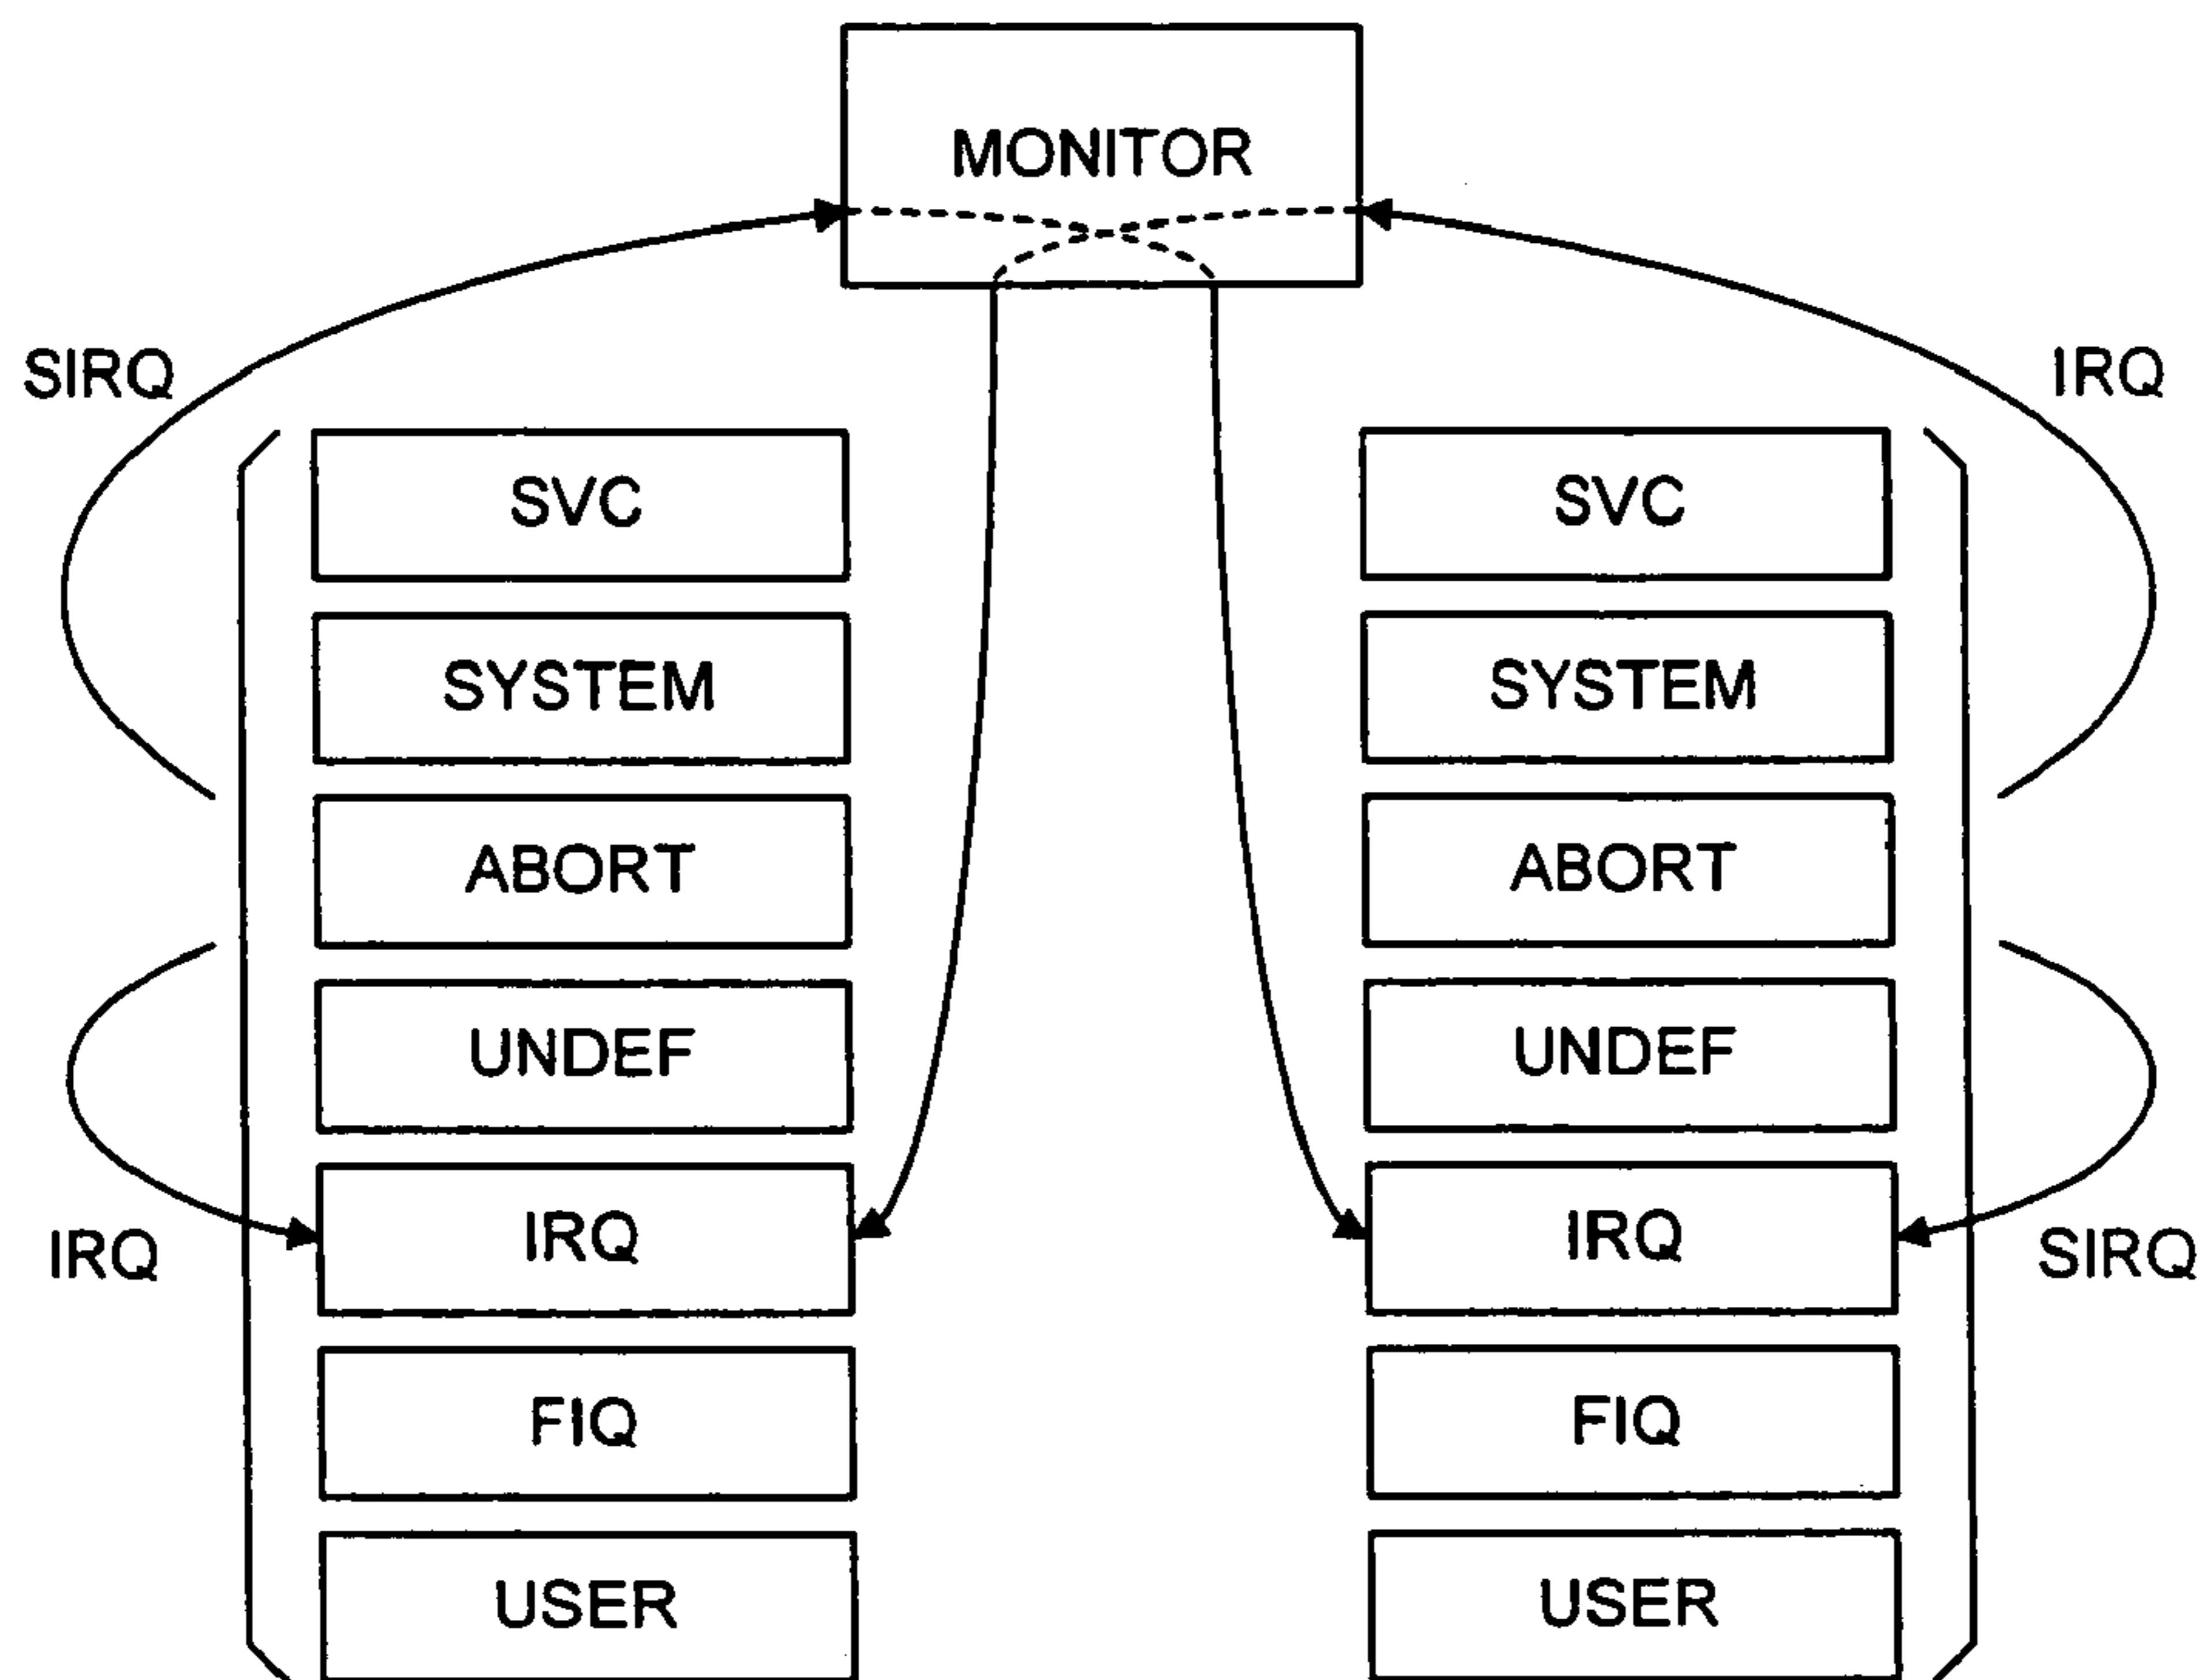 MONITOR
SIRQ
IRQ
SVC
SVC
SYSTEM
SYSTEM
ABORT
ABORT
UNDEF
UNDEF
IRQ
IRQ
IRQ
SIRQ
FIQ
FIQ
USER
USER